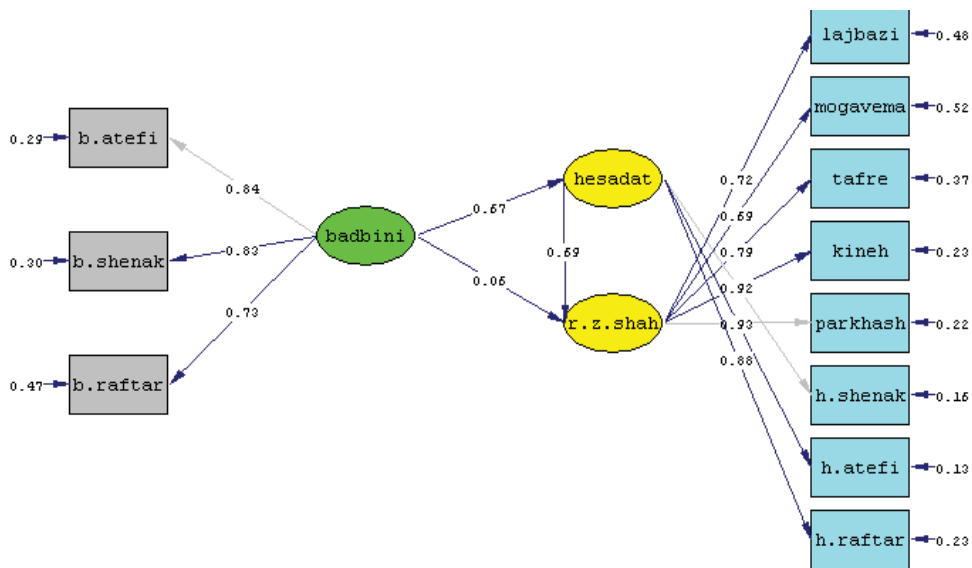 lajbazi
0.48
mogavema
0.52
0.29
b.atefi
0.84
hesadat
0.72
tafre
0.37
0.67
0.69
badbini
0.30
b.shenak
0.83
0.69
0.79
kineh
0.23
0.06
0.92
0.73
r.z.shah
0.93
parkhash
0.22
0.88
0.47
b.raftar
h.shenak
0.16
h.atefi
0.13
h.raftar
0.23